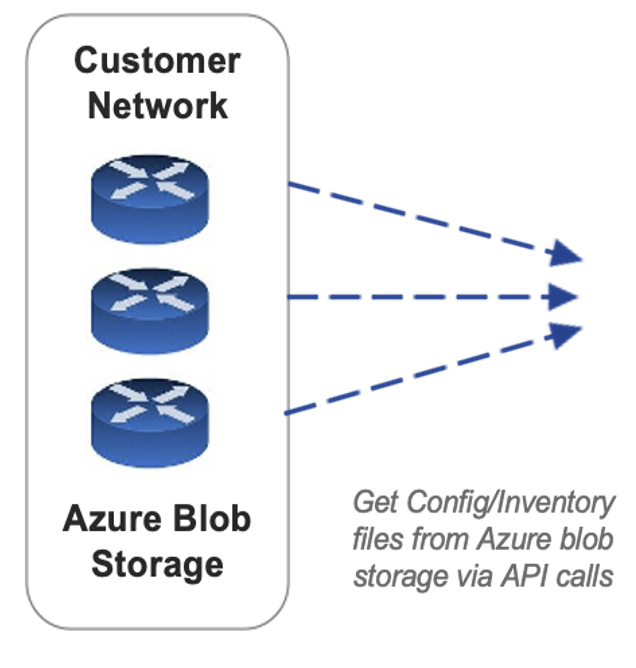 Customer
Network
Azure Blob
Storage
Get Config/Inventory
files from Azure blob
storage via API calls